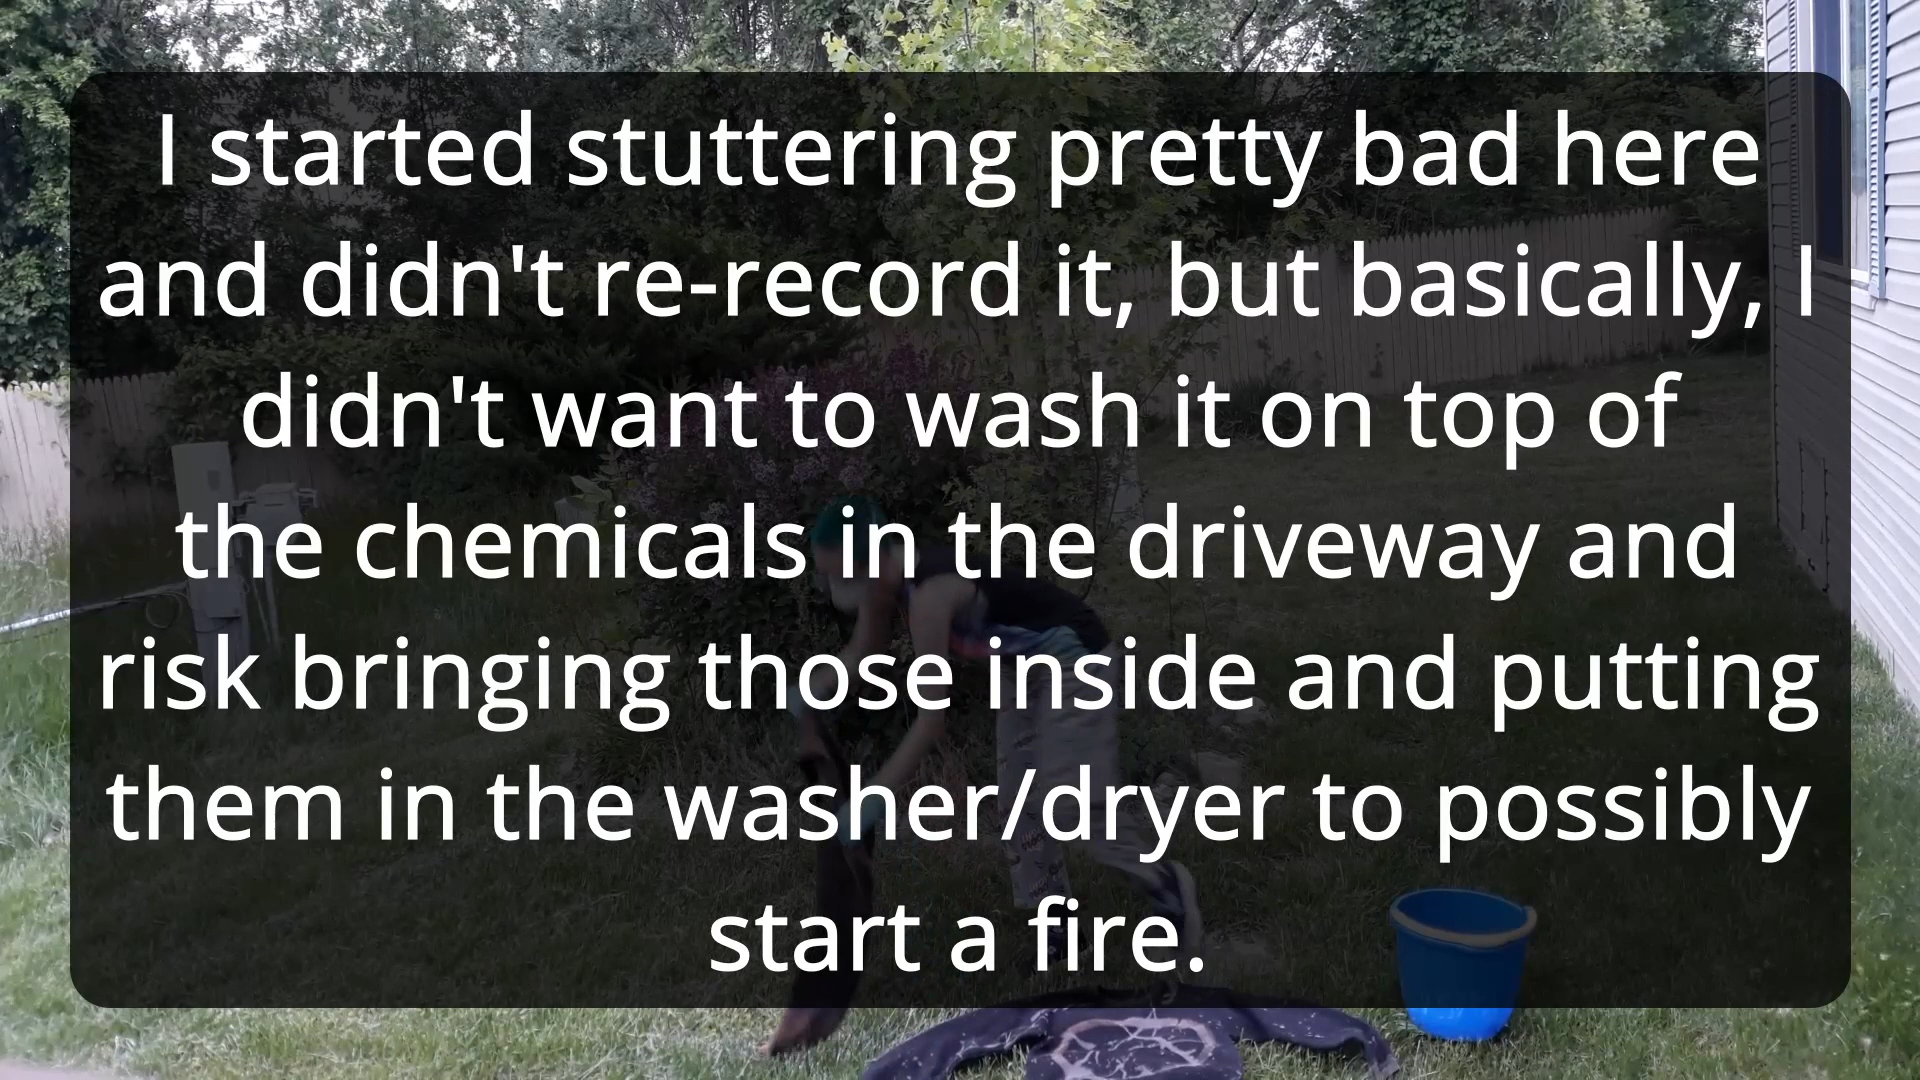 I started stuttering pretty bad here
and didn't re-record it, but basically, I
didn't want to wash it on top of
the chemicals in the driveway and
risk bringing those inside and putting
them in the washer/dryer to possibly
start a fire.